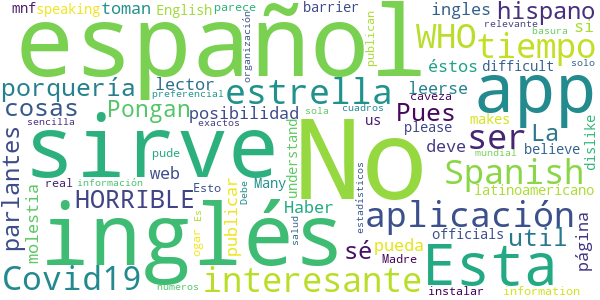 mnf speaking toman English parece barrier ingles hispano
español organización preferencial publican WHO tiempo si basura relevante solo
porquería lector estrella éstos leerse difficult app dislike
cosas Pongan posibilidad cuadros sola caveza Pues ser La
sirve No exactos understand us please deve makes believe
parlantes real web Esto pude Many Haber sé Spanish
sencilla molestia HORRIBLE publicar salud estadísticos aplicación latinoamericano
inglés Debe ogar Es pueda officials util página
Covid19 información números interesante Madre Esta mundial instalar information